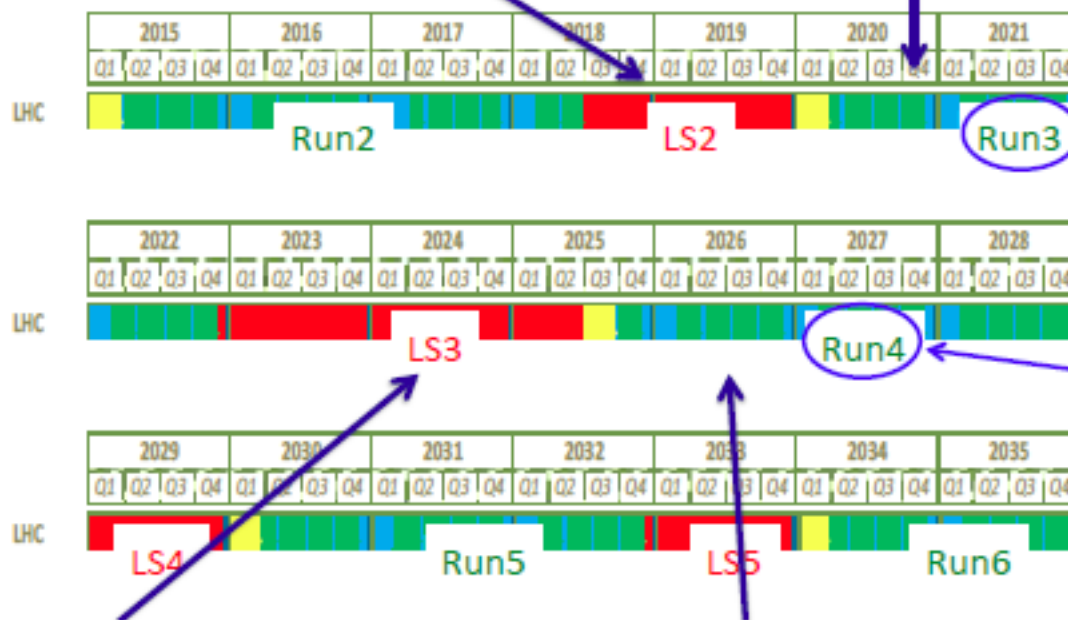 2015 2016 2017 2018 2019 2020 2021
Q1 Q2 Q3 Q4 Q1 Q2 Q3 Q4 Q1 Q2 Q3 Q4 Q1 Q2 Q3 Q4 Q1 Q2 Q3 Q4 Q1 Q2 Q3 Q4 Q1 Q2 Q3 Q4
LHC Run2 LS2 Run3
2022 2023 2024 2025 2026 2027 2028
Q1 Q2 Q3 Q4 Q1 Q2 Q3 Q4 Q1 Q2 Q3 Q4 Q1 Q2 Q3 Q4 Q1 Q2 Q3 Q4 Q1 Q2 Q3 Q4 Q1 Q2 Q3 Q4
LHC LS3 Run4
2029 2030 2031 2032 2033 2034 2035
Q1 Q2 Q3 Q4 Q1 Q2 Q3 Q4 Q1 Q2 Q3 Q4 Q1 Q2 Q3 Q4 Q1 Q2 Q3 Q4 Q1 Q2 Q3 Q4 Q1 Q2 Q3 Q4
LHC LS4 Run5 LS5 Run6